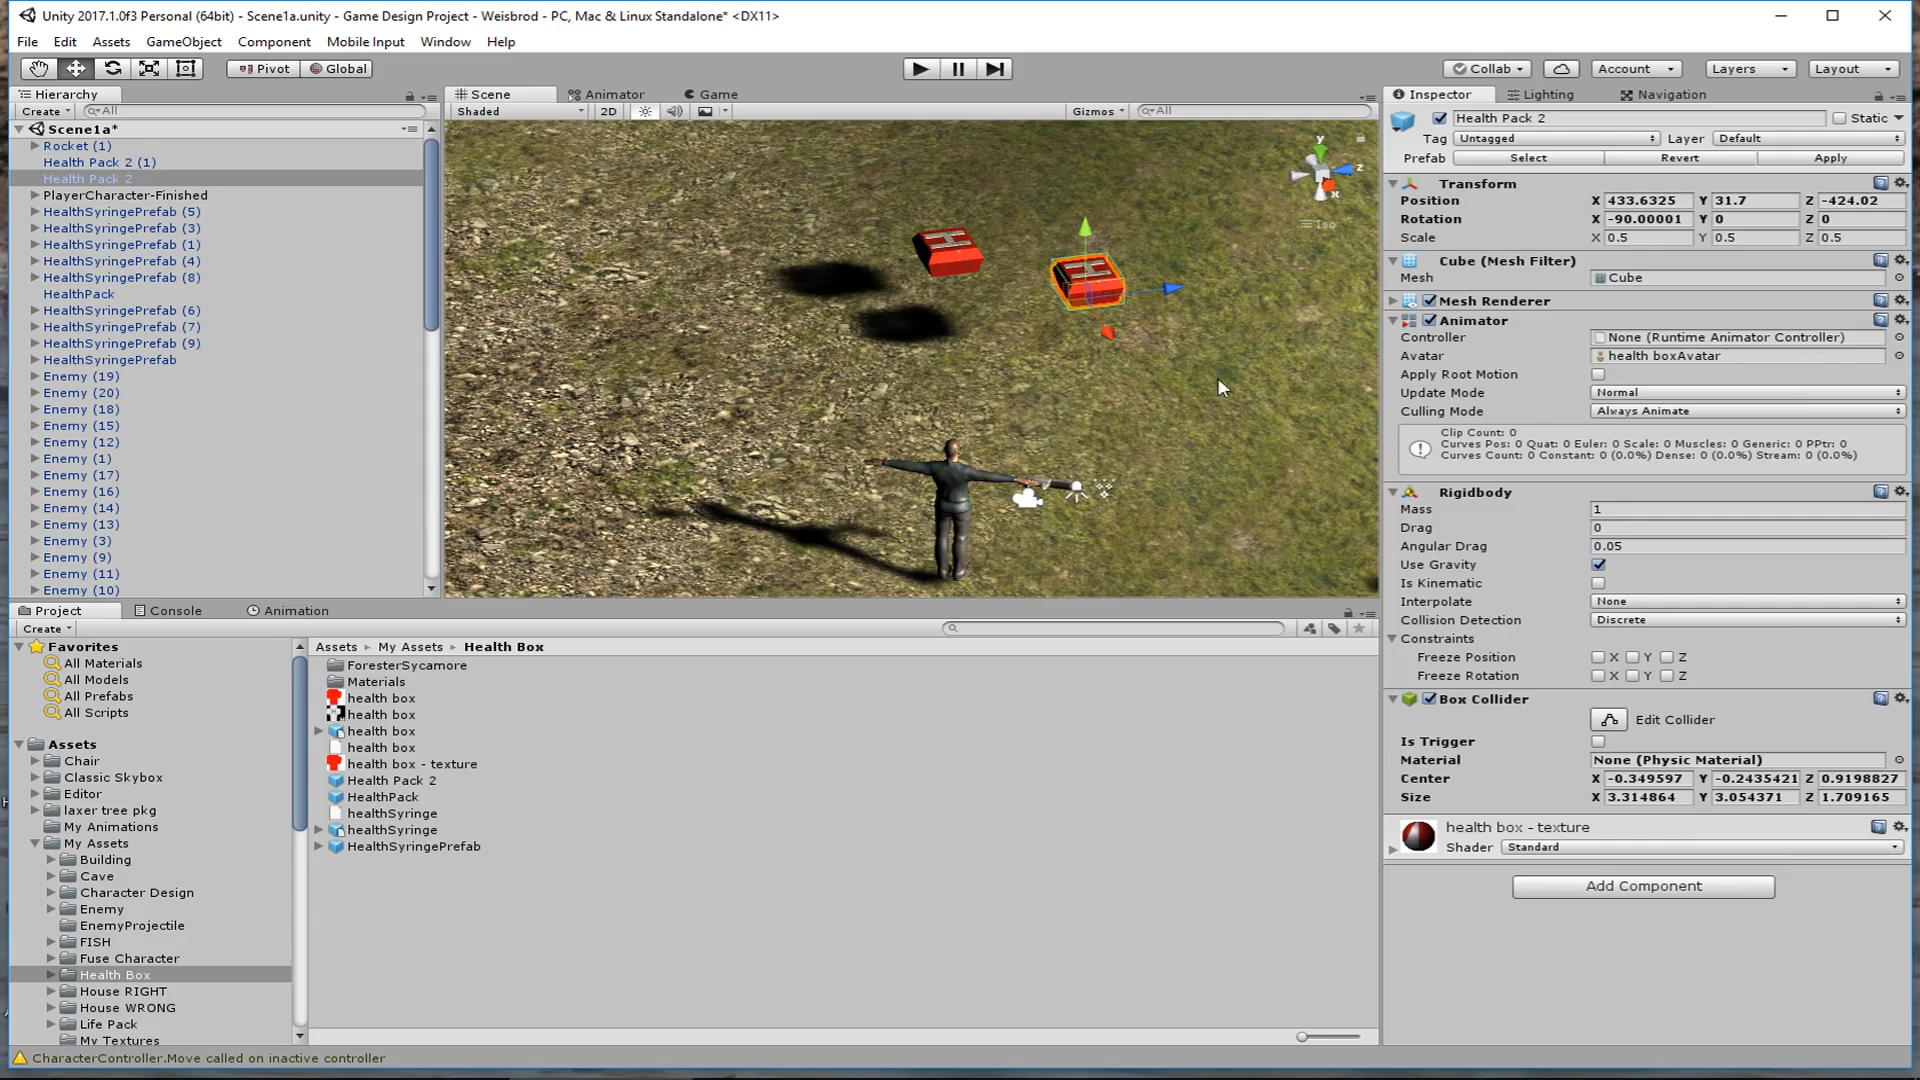 Unity 2017.1.0f3 Personal (64bit) - Scene1a.unity - Game Design Project - Weisbrod - PC, Mac & Linux Standalone* <DX11>
File Edit Assets GameObject Component Mobile Input Window Help
Pivot Global Collab Account Layers Layout
Hierarchy
Create All
Scene1a*
Rocket (1)
Health Pack 2 (1)
Health Pack 2
PlayerCharacter-Finished
HealthSyringePrefab (5)
HealthSyringePrefab (3)
HealthSyringePrefab (1)
HealthSyringePrefab (4)
HealthSyringePrefab (8)
HealthPack
HealthSyringePrefab (6)
HealthSyringePrefab (7)
HealthSyringePrefab (9)
HealthSyringePrefab
Enemy (19)
Enemy (20)
Enemy (18)
Enemy (15)
Enemy (12)
Enemy (1)
Enemy (17)
Enemy (16)
Enemy (14)
Enemy (13)
Enemy (3)
Enemy (9)
Enemy (11)
Enemy (10)
Scene Animator Game
Shaded 2D Gizmos All
y
z
x
Iso
H
H
Inspector Lighting Navigation
Health Pack 2 Static
Tag Untagged Layer Default
Prefab Select Revert Apply
Transform
Position X 433.6325 Y 31.7 Z -424.02
Rotation X -90.00001 Y 0 Z 0
Scale X 0.5 Y 0.5 Z 0.5
Cube (Mesh Filter)
Mesh Cube
Mesh Renderer
Animator
Controller None (Runtime Animator Controller)
Avatar health boxAvatar
Apply Root Motion
Update Mode Normal
Culling Mode Always Animate
Clip Count: 0
Curves Pos: 0 Quat: 0 Euler: 0 Scale: 0 Muscles: 0 Generic: 0 PPtr: 0
Curves Count: 0 Constant: 0 (0.0%) Dense: 0 (0.0%) Stream: 0 (0.0%)
Rigidbody
Mass 1
Drag 0
Angular Drag 0.05
Use Gravity
Is Kinematic
Interpolate None
Collision Detection Discrete
Constraints
Freeze Position X Y Z
Freeze Rotation X Y Z
Box Collider
Edit Collider
Is Trigger
Material None (Physic Material)
Center X -0.349597 Y -0.2435421 Z 0.9198827
Size X 3.314864 Y 3.054371 Z 1.709165
health box - texture
Shader Standard
Add Component
Project Console Animation
Create
Favorites
All Materials
All Models
All Prefabs
All Scripts
Assets
Chair
Classic Skybox
Editor
laxer tree pkg
My Animations
My Assets
Building
Cave
Character Design
Enemy
EnemyProjectile
FISH
Fuse Character
Health Box
House RIGHT
House WRONG
Life Pack
My Textures
Assets My Assets Health Box
ForesterSycamore
Materials
health box
health box
health box
health box
health box - texture
Health Pack 2
HealthPack
healthSyringe
healthSyringe
HealthSyringePrefab
CharacterController.Move called on inactive controller